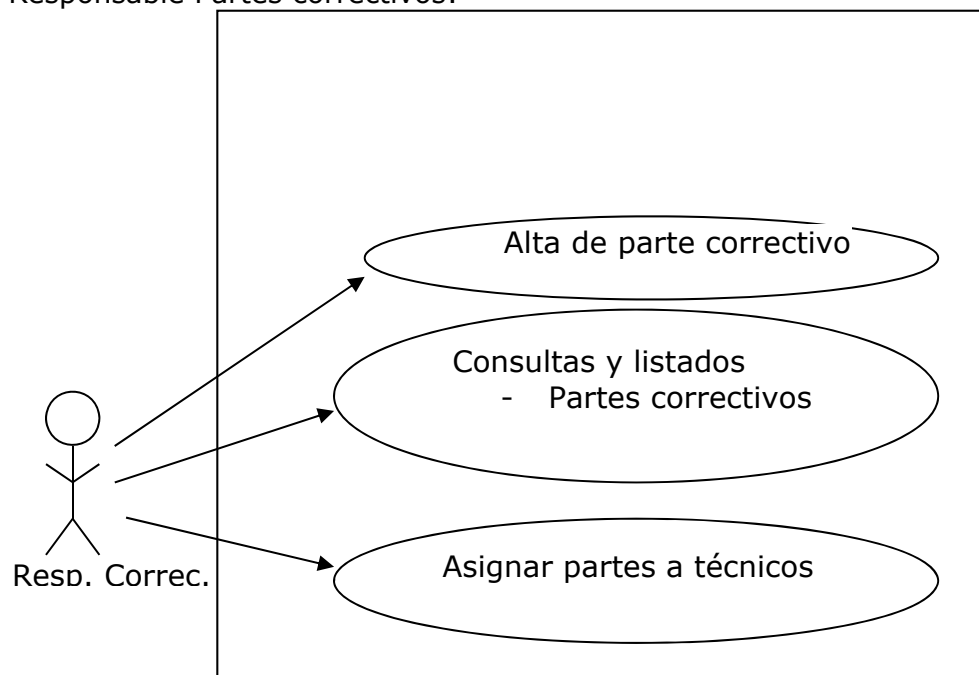 Responsable Partes correctivos:
Alta de parte correctivo
Consultas y listados
- Partes correctivos
Asignar partes a técnicos
Resp. Correc.